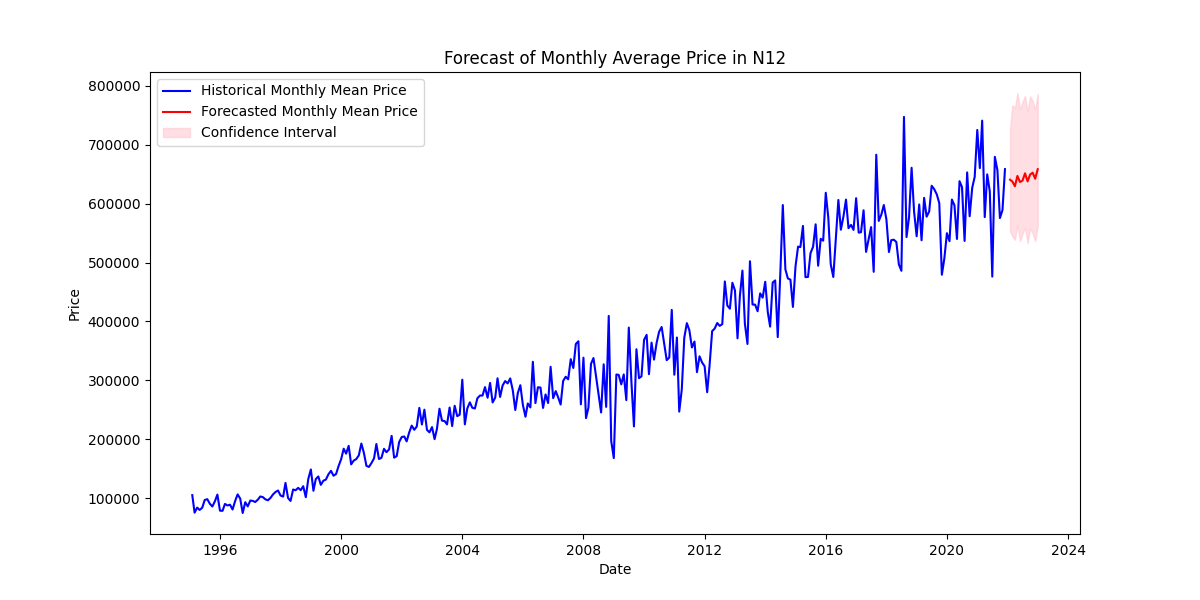 Forecast of Monthly Average Price in N12
Historical Monthly Mean Price
Forecasted Monthly Mean Price
Confidence Interval
Price
800000
700000
600000
500000
400000
300000
200000
100000
1996 2000 2004 2008 2012 2016 2020 2024
Date